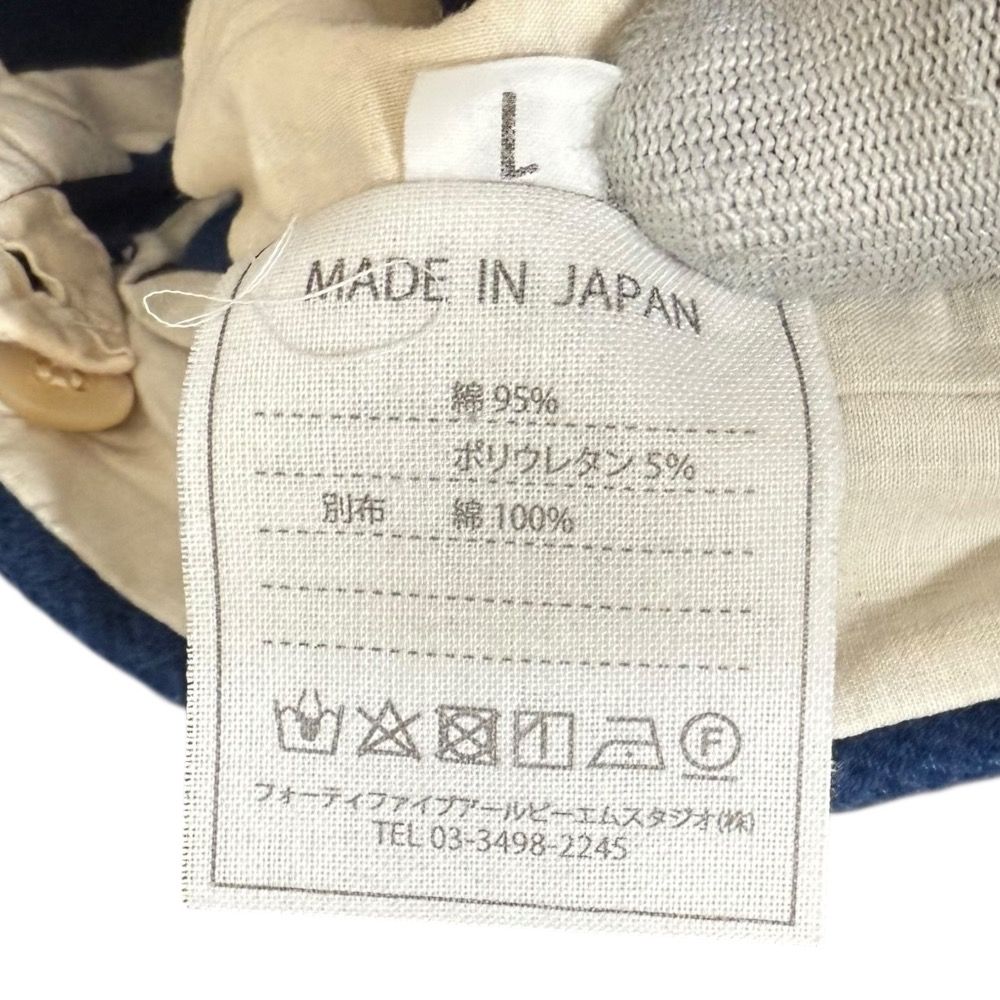 L
MADE IN JAPAN
綿 95%
ポリウレタン 5%
別布 綿 100%
F
フォーティファイブアールピーエムスタジオ(株)
TEL 03-3498-2245